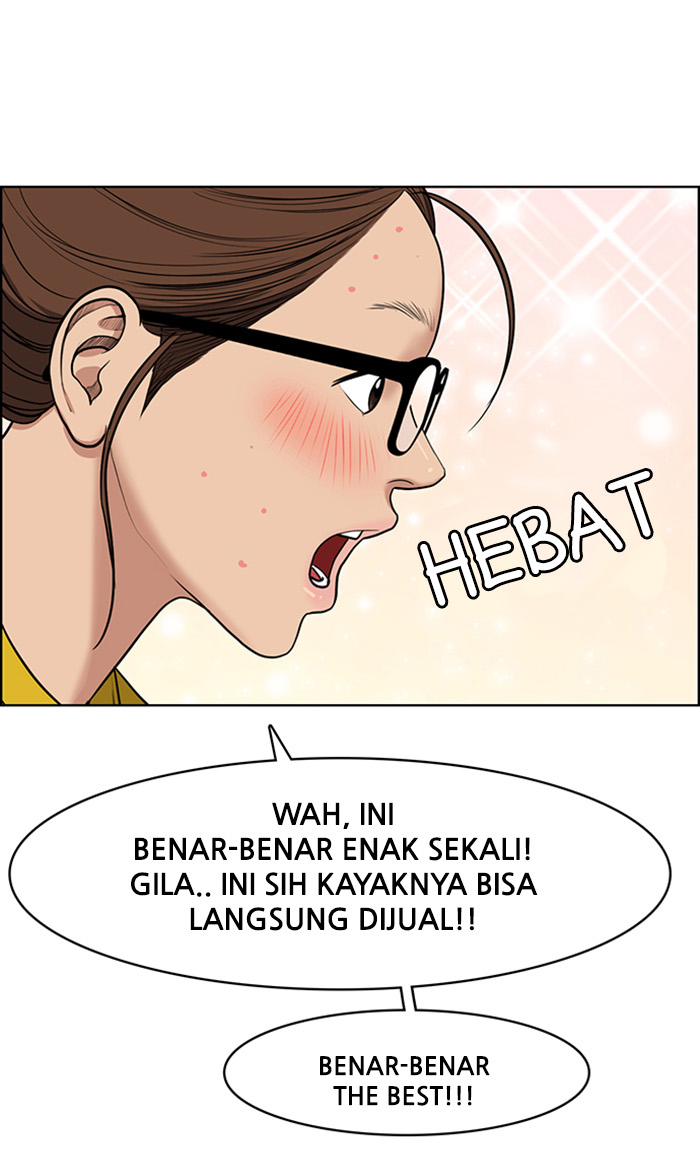 HEBAT
WAH, INI
BENAR-BENAR ENAK SEKALI!
GILA.. INI SIH KAYAKNYA BISA
LANGSUNG DIJUAL!!
BENAR-BENAR
THE BEST!!!